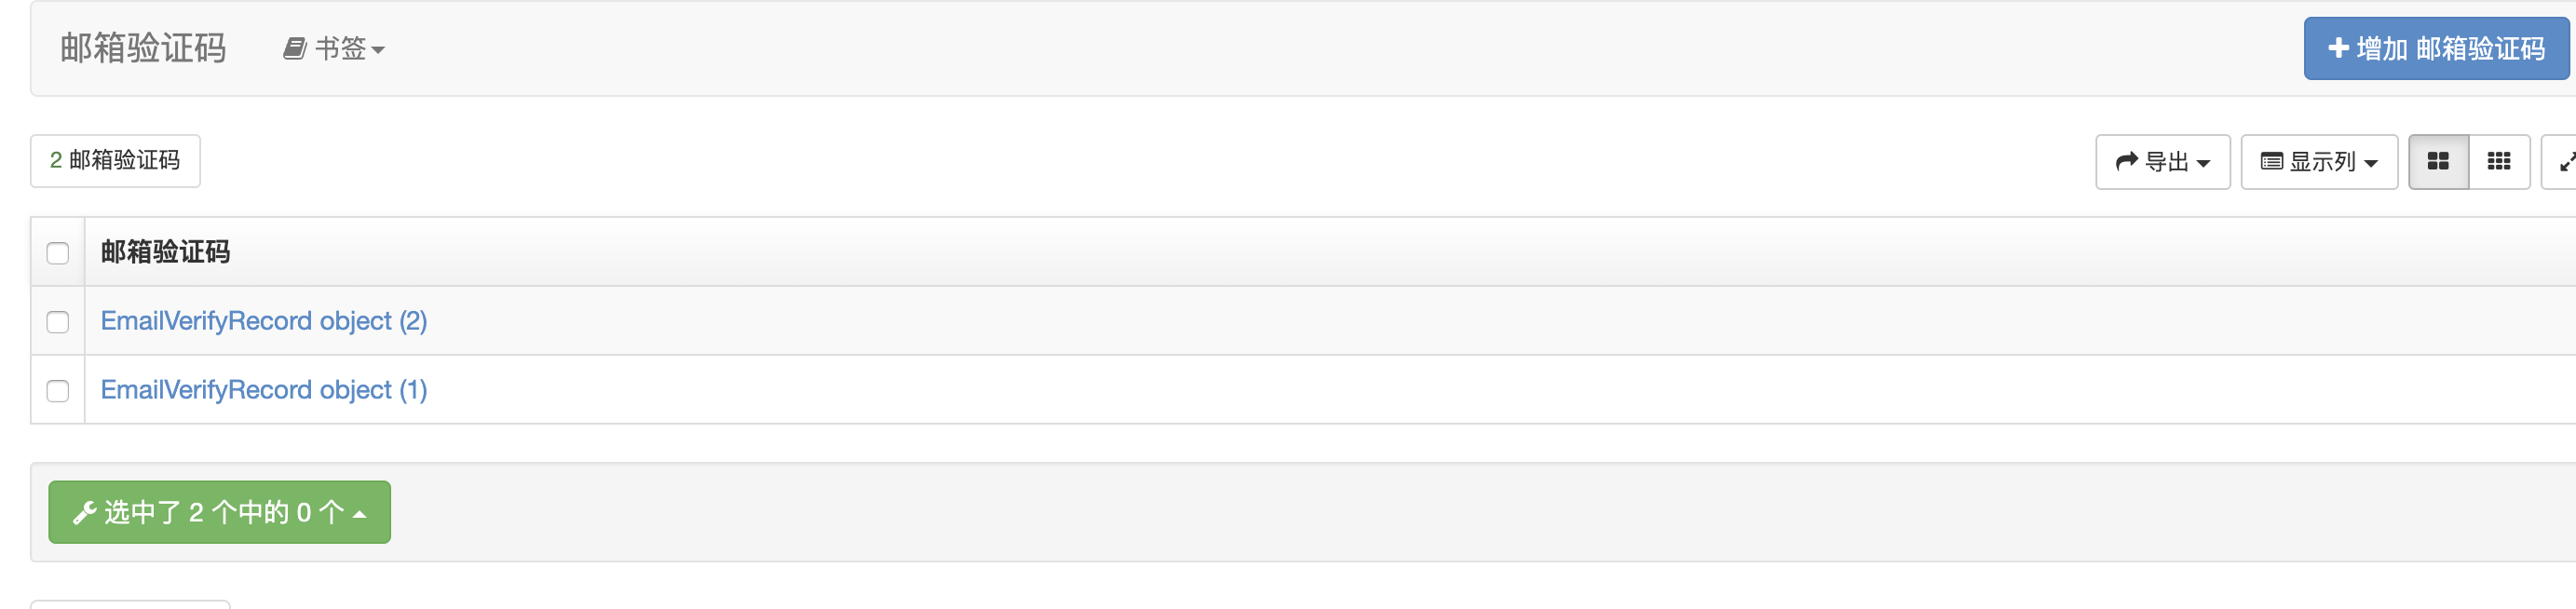 邮箱验证码 书签 增加 邮箱验证码
2 邮箱验证码 导出 显示列
邮箱验证码
EmailVerifyRecord object (2)
EmailVerifyRecord object (1)
选中了 2 个中的 0 个